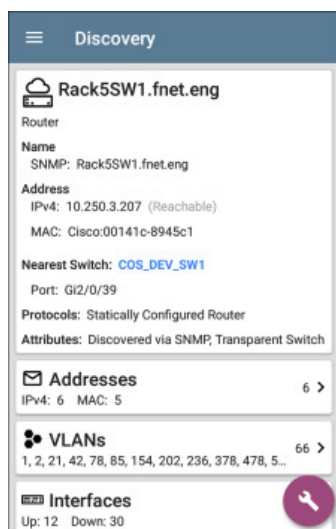 Discovery
Rack5SW1.fnet.eng
Router
Name
SNMP: Rack5SW1.fnet.eng
Address
IPv4: 10.250.3.207 (Reachable)
MAC: Cisco:00141c-8945c1
Nearest Switch: COS_DEV_SW1
Port: Gi2/0/39
Protocols: Statically Configured Router
Attributes: Discovered via SNMP, Transparent Switch
Addresses
6
IPv4: 6 MAC: 5
VLANs
66
1, 2, 21, 42, 78, 85, 154, 202, 236, 378, 478, 5...
Interfaces
Up: 12 Down: 30